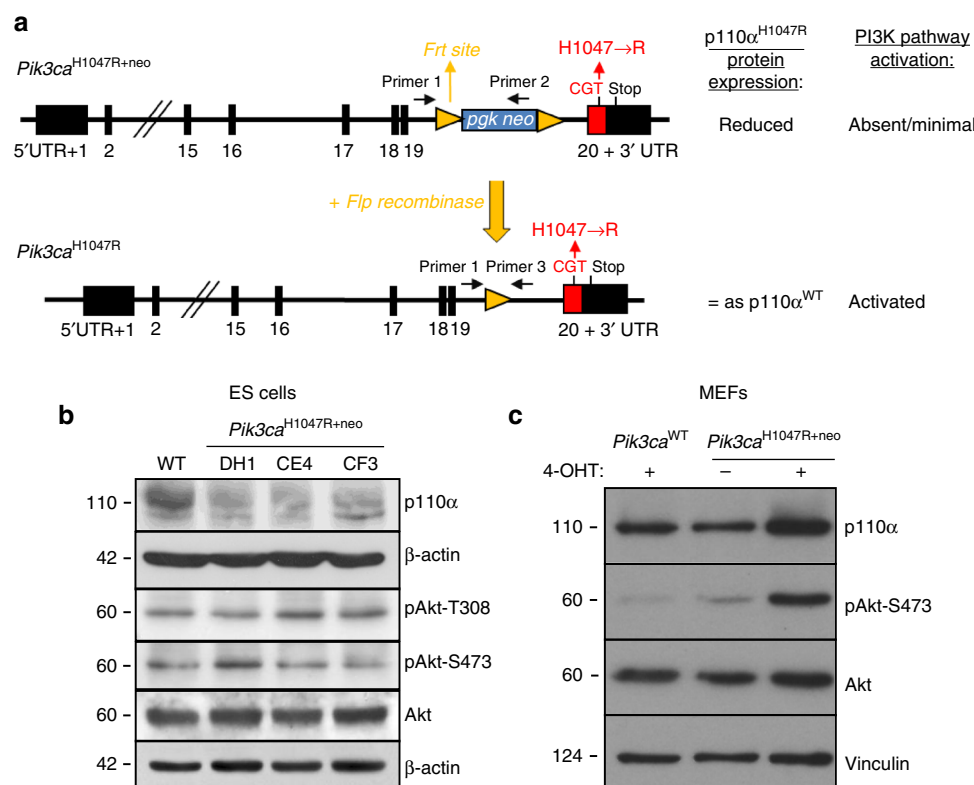 a
Frt site
H1047→R
p110α^H1047R
protein
expression:
PI3K pathway
activation:
Pik3ca^H1047R+neo
Primer 1
Primer 2
CGT
Stop
pgk neo
Reduced
Absent/minimal
5′UTR+1 2 15 16 17 18 19 20 + 3′ UTR
+ Flp recombinase
H1047→R
Pik3ca^H1047R
Primer 1
Primer 3
CGT
Stop
= as p110α^WT
Activated
5′UTR+1 2 15 16 17 18 19 20 + 3′ UTR
b
ES cells
Pik3ca^H1047R+neo
WT DH1 CE4 CF3
110 – p110α
42 – β-actin
60 – pAkt-T308
60 – pAkt-S473
60 – Akt
42 – β-actin
c
MEFs
Pik3ca^WT Pik3ca^H1047R+neo
4-OHT: + – +
110 – p110α
60 – pAkt-S473
60 – Akt
124 – Vinculin